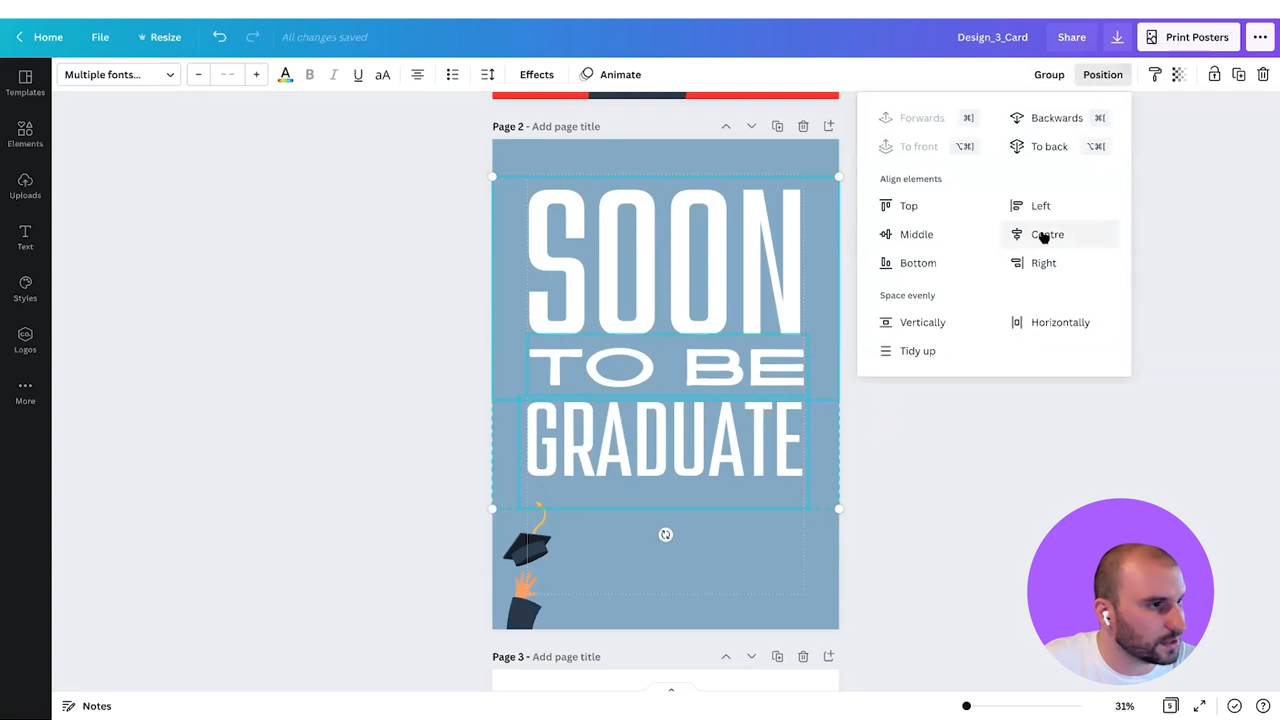 Home File Resize All changes saved Design_3_Card Share Print Posters
Multiple fonts... – -- + A B I U aA Effects Animate Group Position
Templates
Elements
Uploads
Text
Styles
CO.
Logos
More
Page 2 - Add page title
SOON
TO BE
GRADUATE
Page 3 - Add page title
Forwards ⌘] Backwards ⌘[
To front ⌥⌘] To back ⌥⌘[
Align elements
Top Left
Middle Centre
Bottom Right
Space evenly
Vertically Horizontally
Tidy up
Notes 31% 5 ?